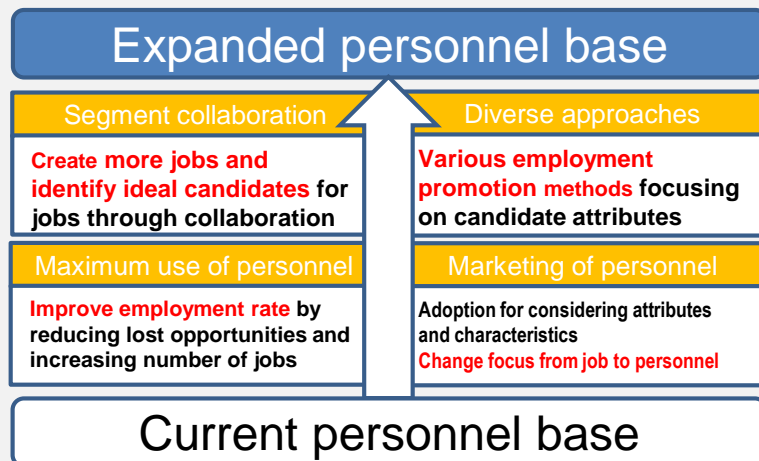 Expanded personnel base
Segment collaboration
Create more jobs and
identify ideal candidates for
jobs through collaboration
Diverse approaches
Various employment
promotion methods focusing
on candidate attributes
Maximum use of personnel
Improve employment rate by
reducing lost opportunities and
increasing number of jobs
Marketing of personnel
Adoption for considering attributes
and characteristics
Change focus from job to personnel
Current personnel base